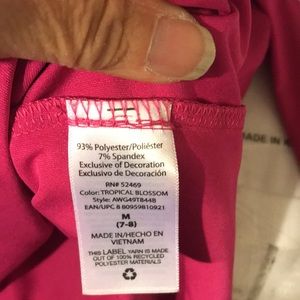 93% Polyester/Poliéster
7% Spandex
Exclusive of Decoration
Exclusivo de Decoración
RN# 52469
Color: TROPICAL BLOSSOM
Style: AWG49T844B
EAN/UPC 8 80959810921
M
(7-8)
MADE IN/HECHO EN
VIETNAM
THIS LABEL YARN IS MADE
OF 100% RECYCLED
POLYESTER MATERIALS
MADE IN